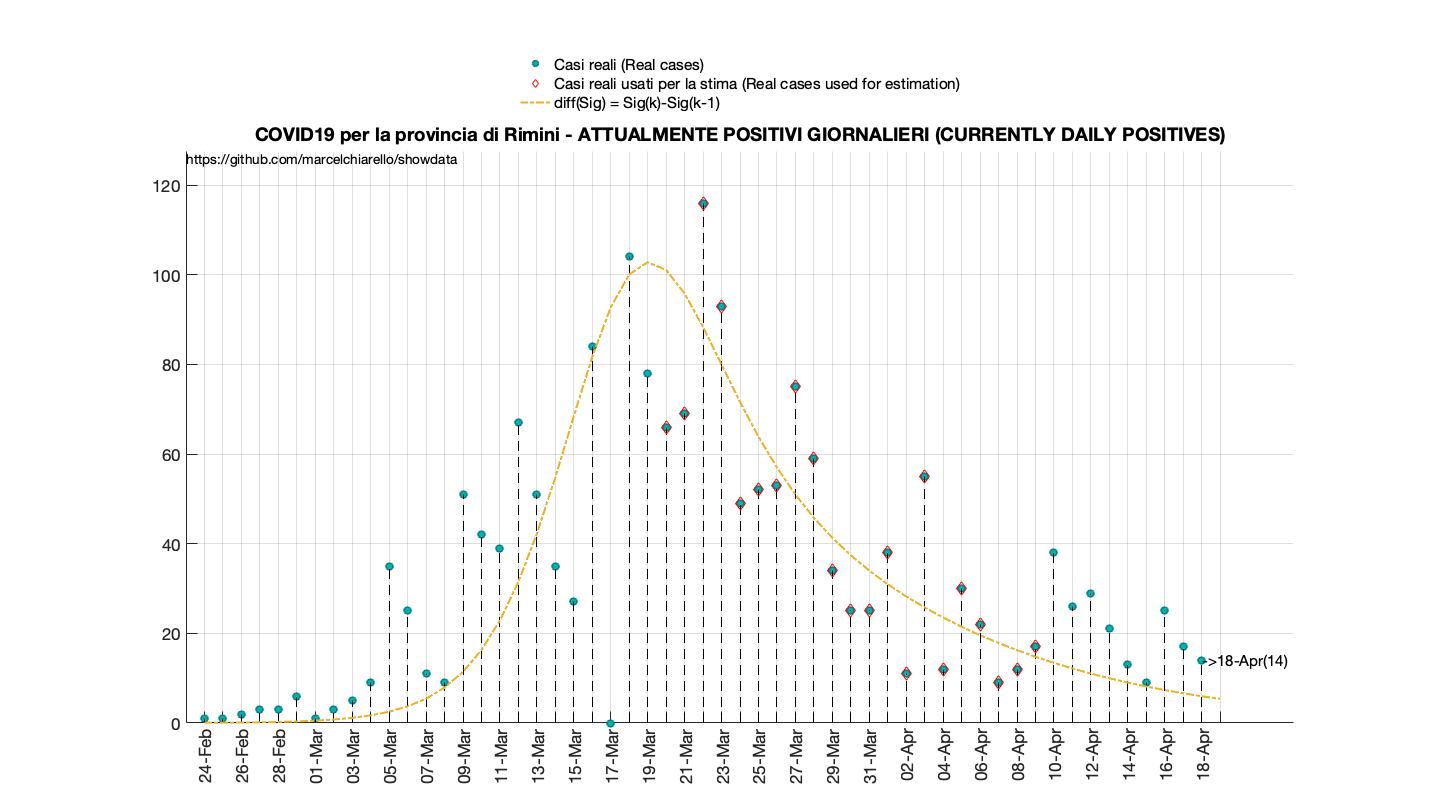 Casi reali (Real cases)
Casi reali usati per la stima (Real cases used for estimation)
diff(Sig) = Sig(k)-Sig(k-1)
COVID19 per la provincia di Rimini - ATTUALMENTE POSITIVI GIORNALIERI (CURRENTLY DAILY POSITIVES)
https://github.com/marcelchiarello/showdata
120
100
80
60
40
20
0
->18-Apr(14)
24-Feb
26-Feb
28-Feb
01-Mar
03-Mar
05-Mar
07-Mar
09-Mar
11-Mar
13-Mar
15-Mar
17-Mar
19-Mar
21-Mar
23-Mar
25-Mar
27-Mar
29-Mar
31-Mar
02-Apr
04-Apr
06-Apr
08-Apr
10-Apr
12-Apr
14-Apr
16-Apr
18-Apr